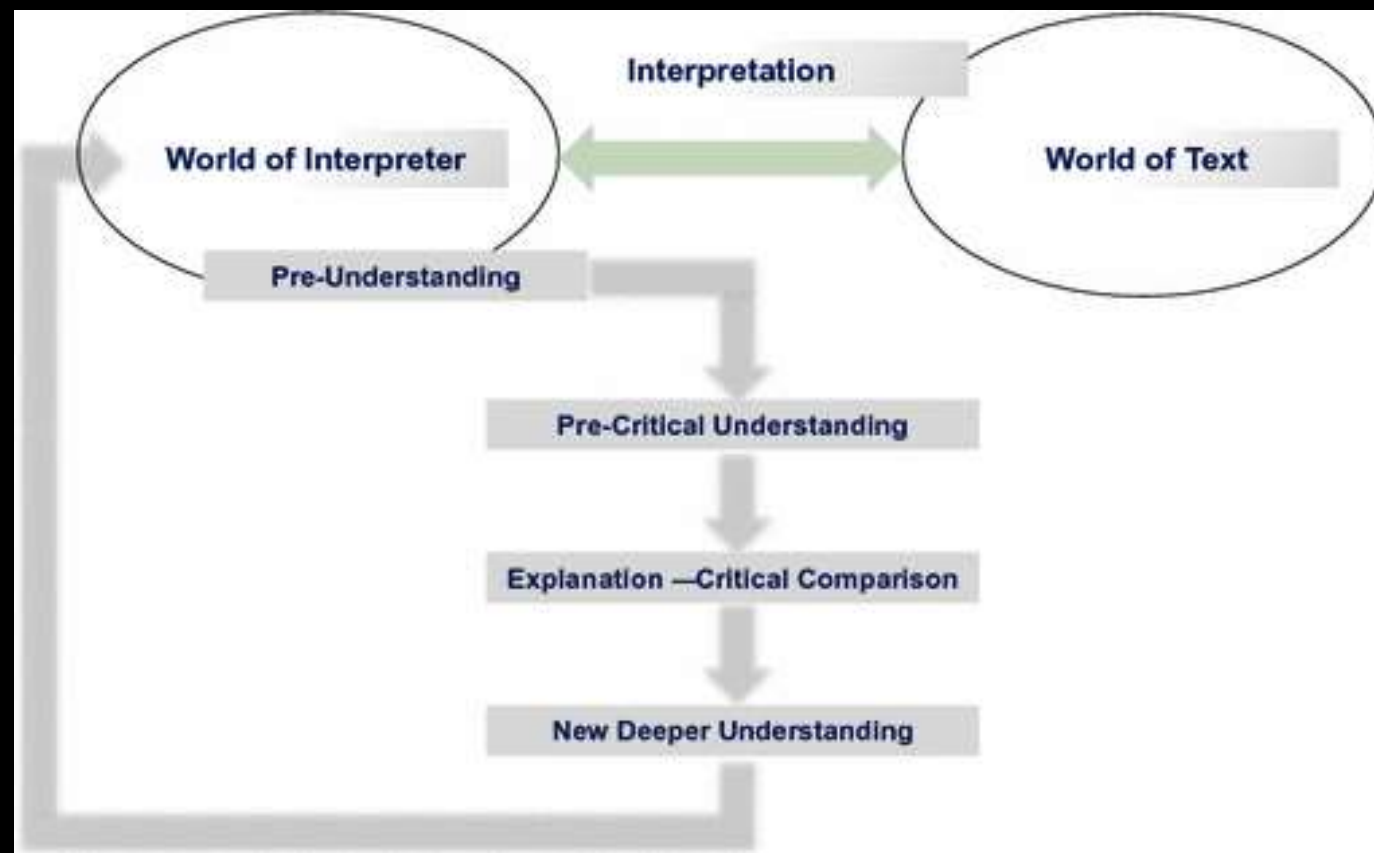 Interpretation
World of Interpreter
World of Text
Pre-Understanding
Pre-Critical Understanding
Explanation —Critical Comparison
New Deeper Understanding